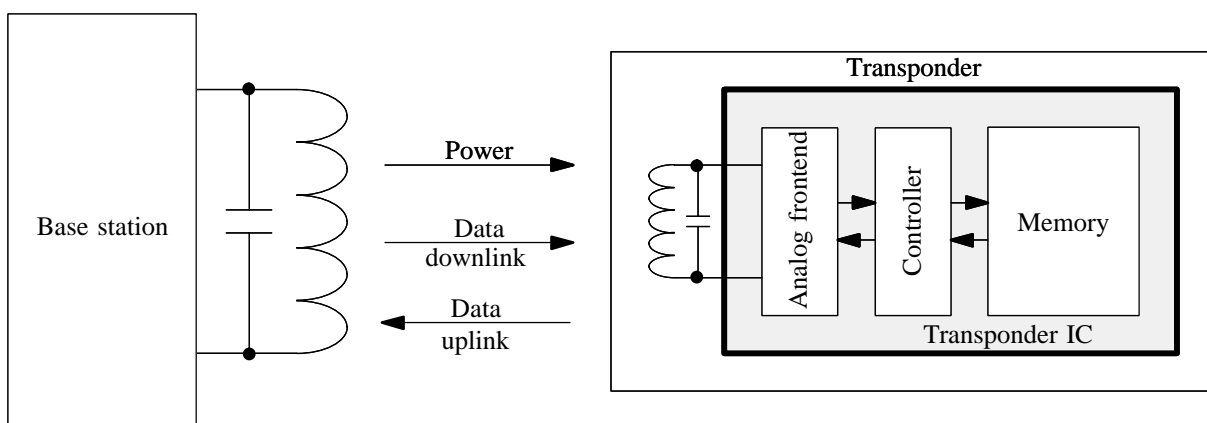 Base station
Power
Data
downlink
Data
uplink
Transponder
Analog frontend
Controller
Memory
Transponder IC